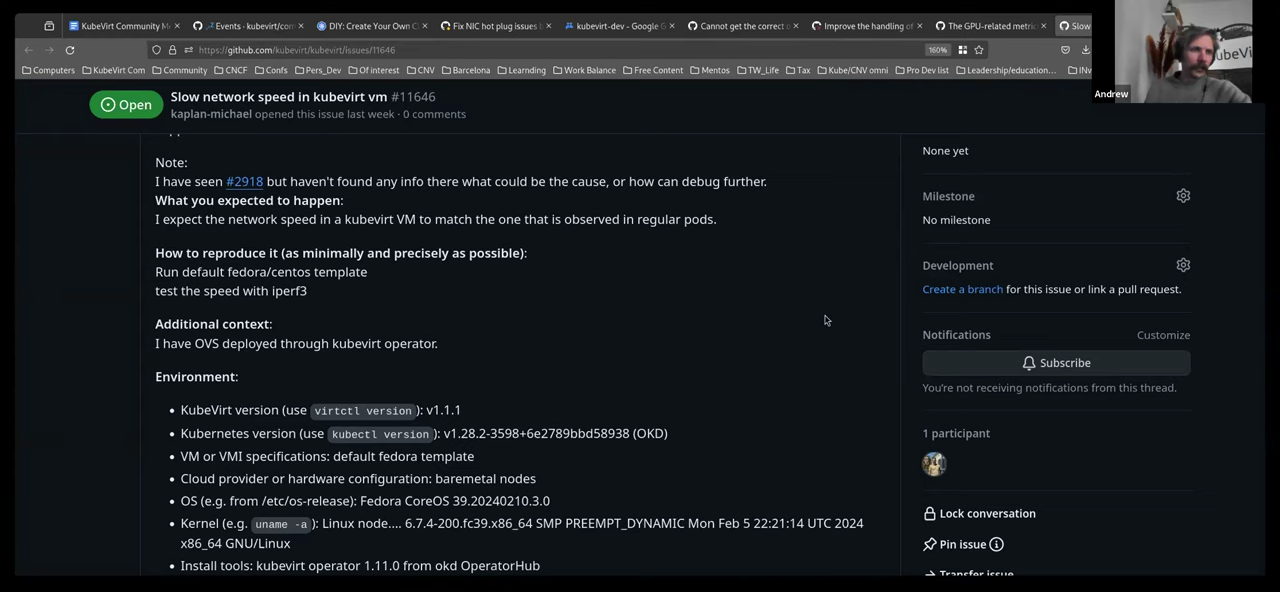 KubeVirt Community M
Events · kubevirt/com
DIY: Create Your Own C
Fix NIC hot plug issues b
kubevirt-dev - Google G
Cannot get the correct o
Improve the handling of
The GPU-related metric
Slow
https://github.com/kubevirt/kubevirt/issues/11646
160%
Computers
KubeVirt Com
Community
CNCF
Confs
Pers_Dev
Of interest
CNV
Barcelona
Learnding
Work Balance
Free Content
Mentos
TW_Life
Tax
Kube/CNV omni
Pro Dev list
Leadership/education...
Andrew
Open
Slow network speed in kubevirt vm #11646
kaplan-michael opened this issue last week · 0 comments
Note:
I have seen #2918 but haven't found any info there what could be the cause, or how can debug further.
What you expected to happen:
I expect the network speed in a kubevirt VM to match the one that is observed in regular pods.
How to reproduce it (as minimally and precisely as possible):
Run default fedora/centos template
test the speed with iperf3
Additional context:
I have OVS deployed through kubevirt operator.
Environment:
• KubeVirt version (use virtctl version): v1.1.1
• Kubernetes version (use kubectl version): v1.28.2-3598+6e2789bbd58938 (OKD)
• VM or VMI specifications: default fedora template
• Cloud provider or hardware configuration: baremetal nodes
• OS (e.g. from /etc/os-release): Fedora CoreOS 39.20240210.3.0
• Kernel (e.g. uname -a): Linux node.... 6.7.4-200.fc39.x86_64 SMP PREEMPT_DYNAMIC Mon Feb 5 22:21:14 UTC 2024
x86_64 GNU/Linux
• Install tools: kubevirt operator 1.11.0 from okd OperatorHub
None yet
Milestone
No milestone
Development
Create a branch for this issue or link a pull request.
Notifications
Customize
Subscribe
You're not receiving notifications from this thread.
1 participant
Lock conversation
Pin issue
Transfer issue